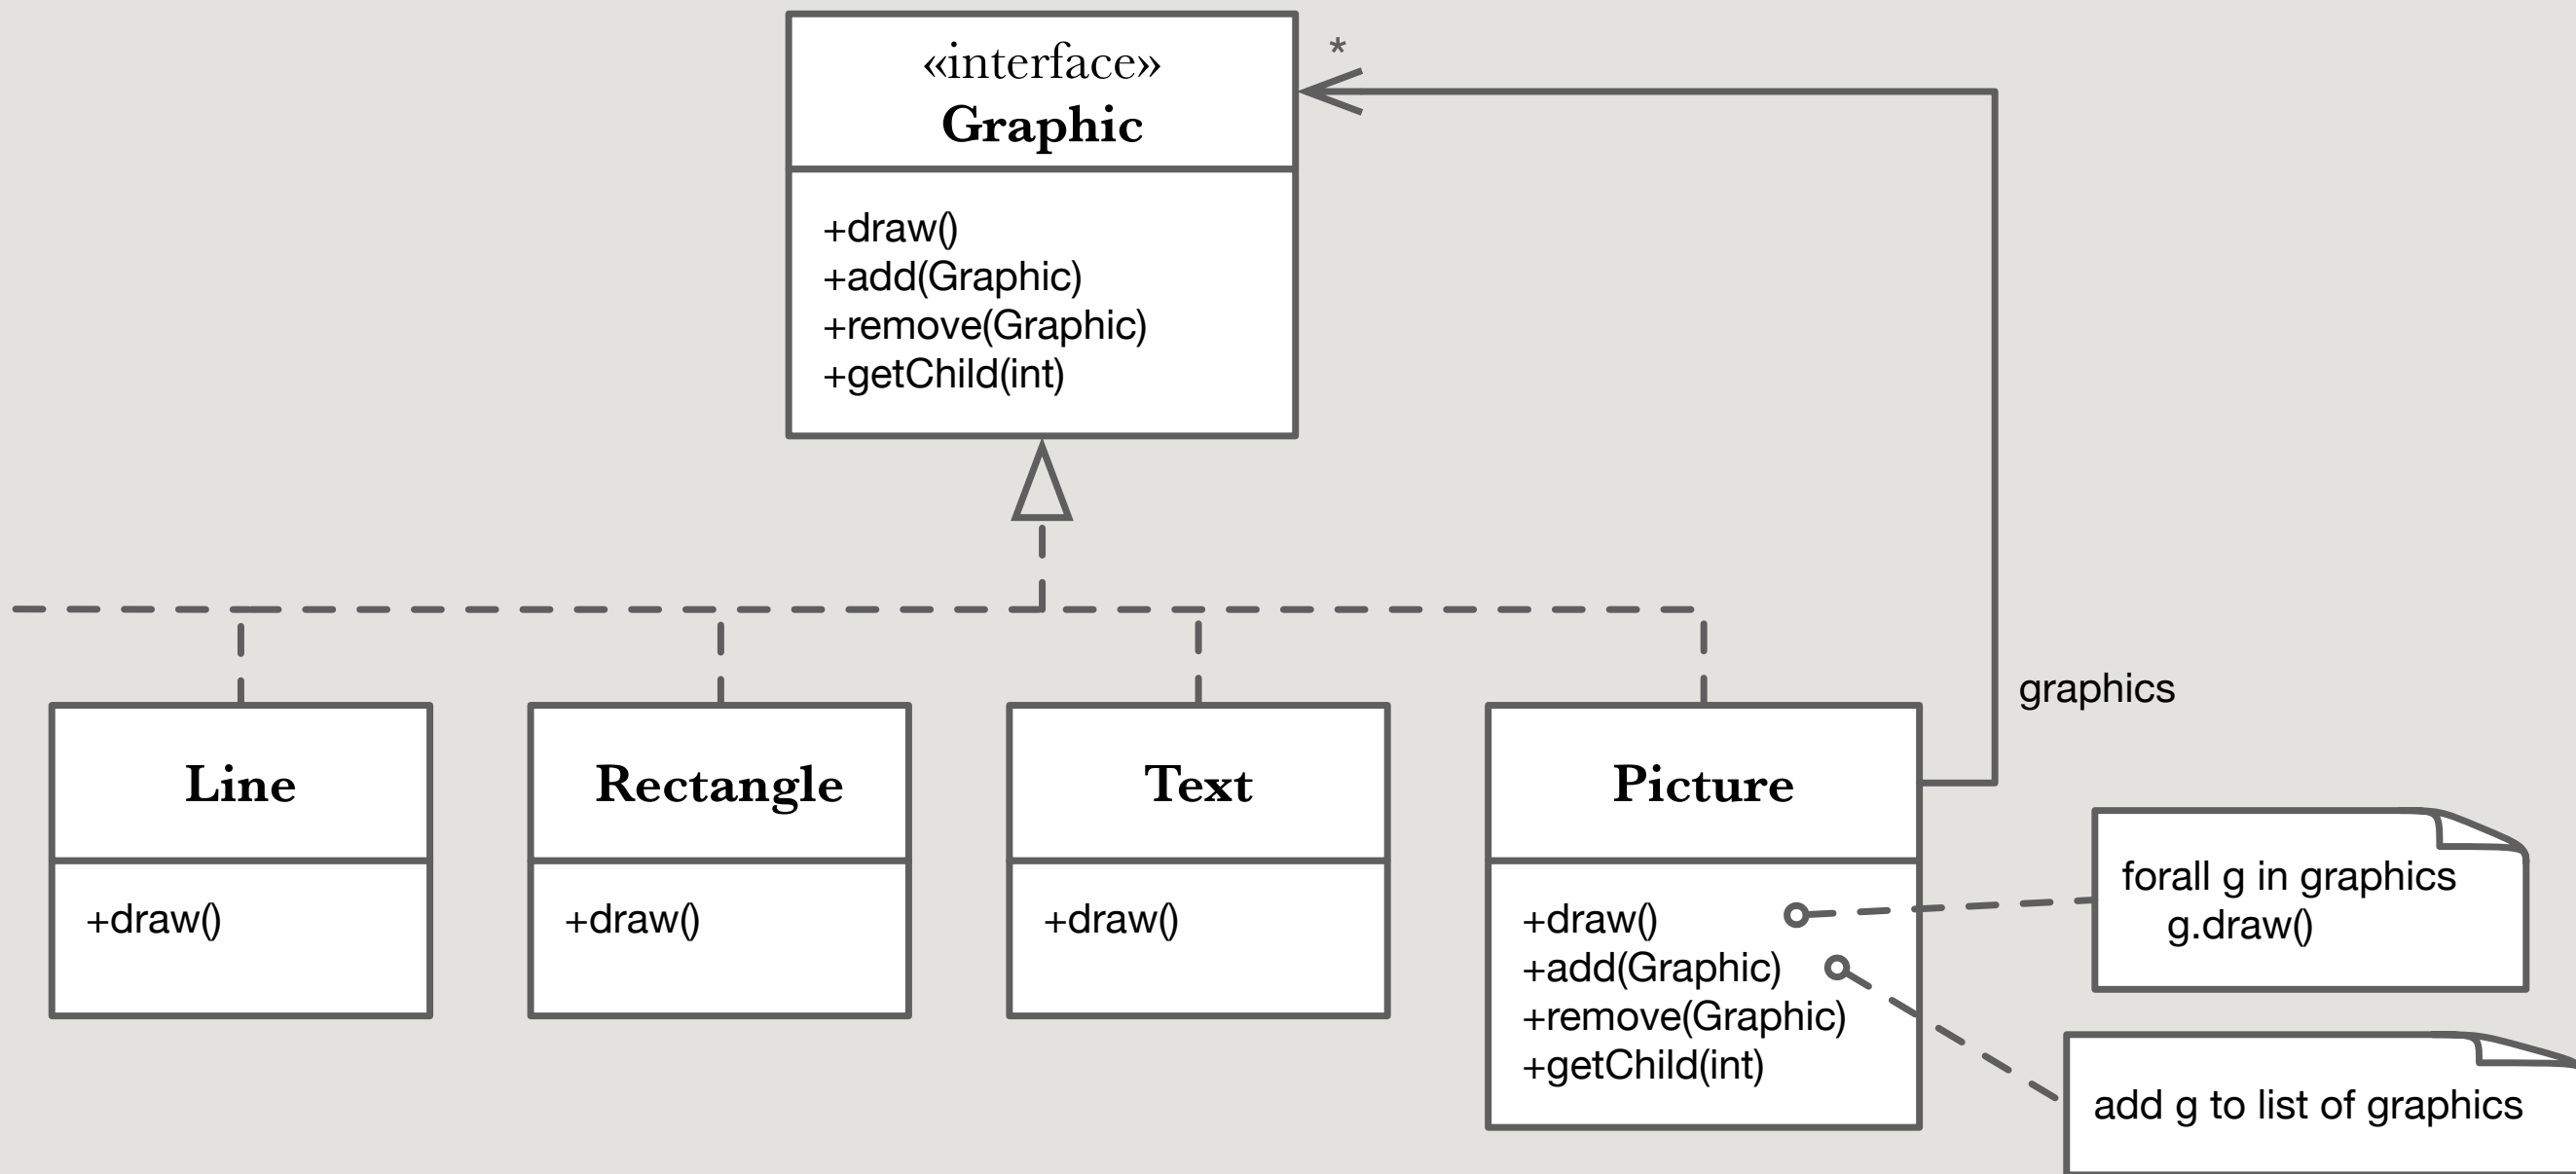 «interface»
Graphic
*
+draw()
+add(Graphic)
+remove(Graphic)
+getChild(int)
graphics
Line
+draw()
Rectangle
+draw()
Text
+draw()
Picture
+draw()
+add(Graphic)
+remove(Graphic)
+getChild(int)
forall g in graphics
g.draw()
add g to list of graphics